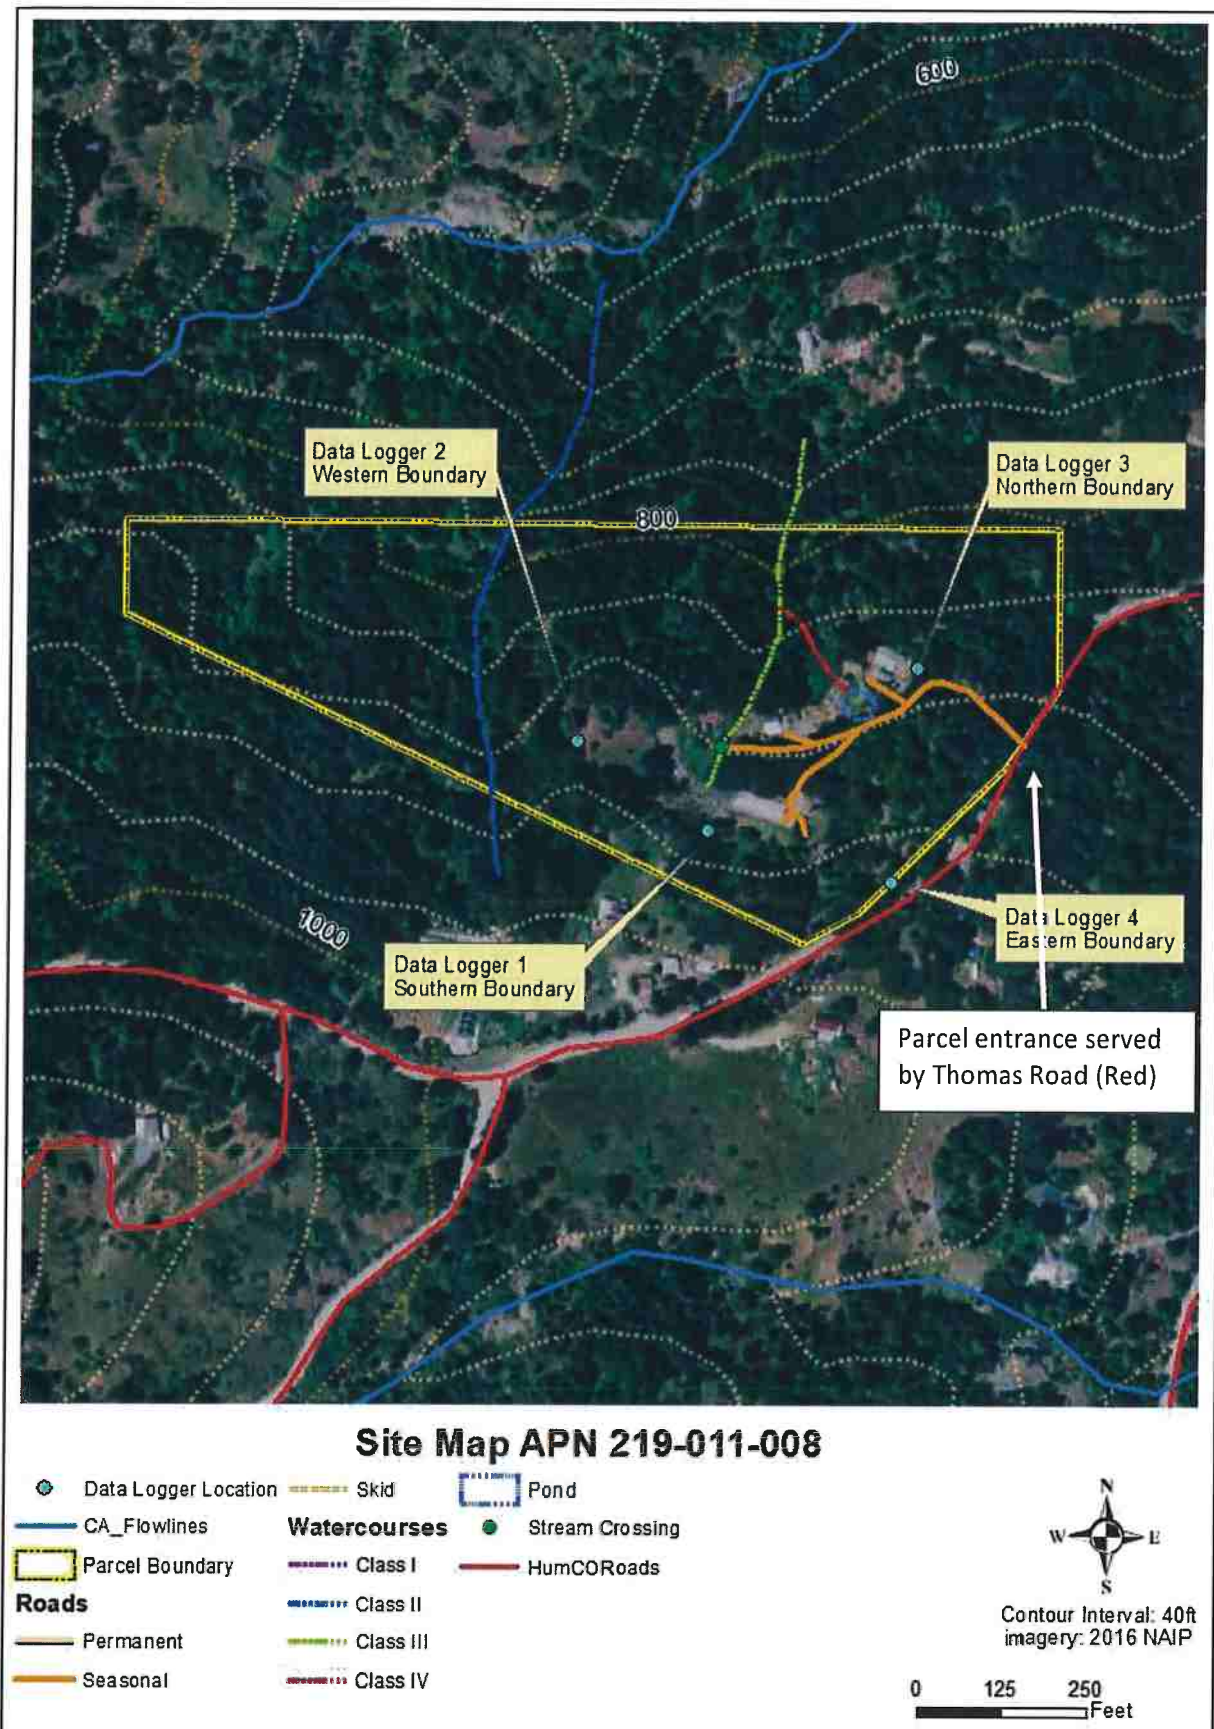 600
Data Logger 2
Western Boundary
Data Logger 3
Northern Boundary
800
1000
Data Logger 4
Eastern Boundary
Data Logger 1
Southern Boundary
Parcel entrance served
by Thomas Road (Red)
Site Map APN 219-011-008
Data Logger Location
CA_Flowlines
Parcel Boundary
Roads
Permanent
Seasonal
Skid
Watercourses
Class I
Class II
Class III
Class IV
Pond
Stream Crossing
HumCORoads
N
W E
S
Contour Interval: 40ft
imagery: 2016 NAIP
0 125 250
Feet